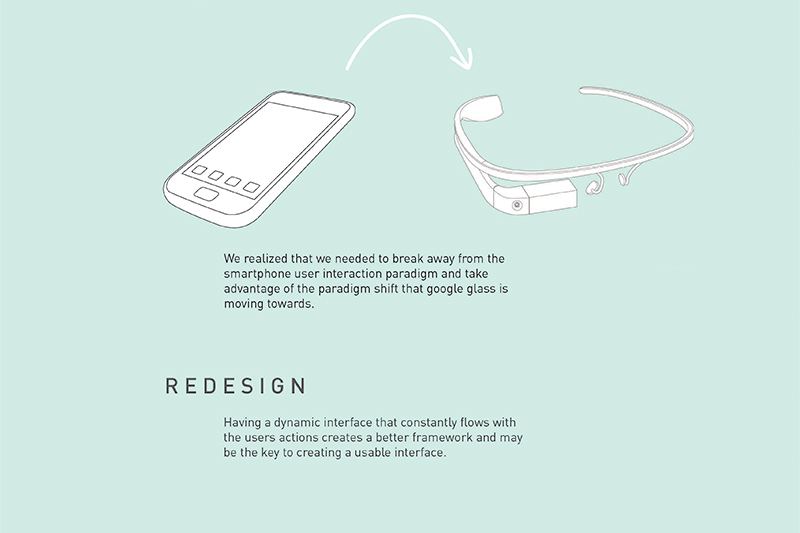 We realized that we needed to break away from the
smartphone user interaction paradigm and take
advantage of the paradigm shift that google glass is
moving towards.
REDESIGN
Having a dynamic interface that constantly flows with
the users actions creates a better framework and may
be the key to creating a usable interface.